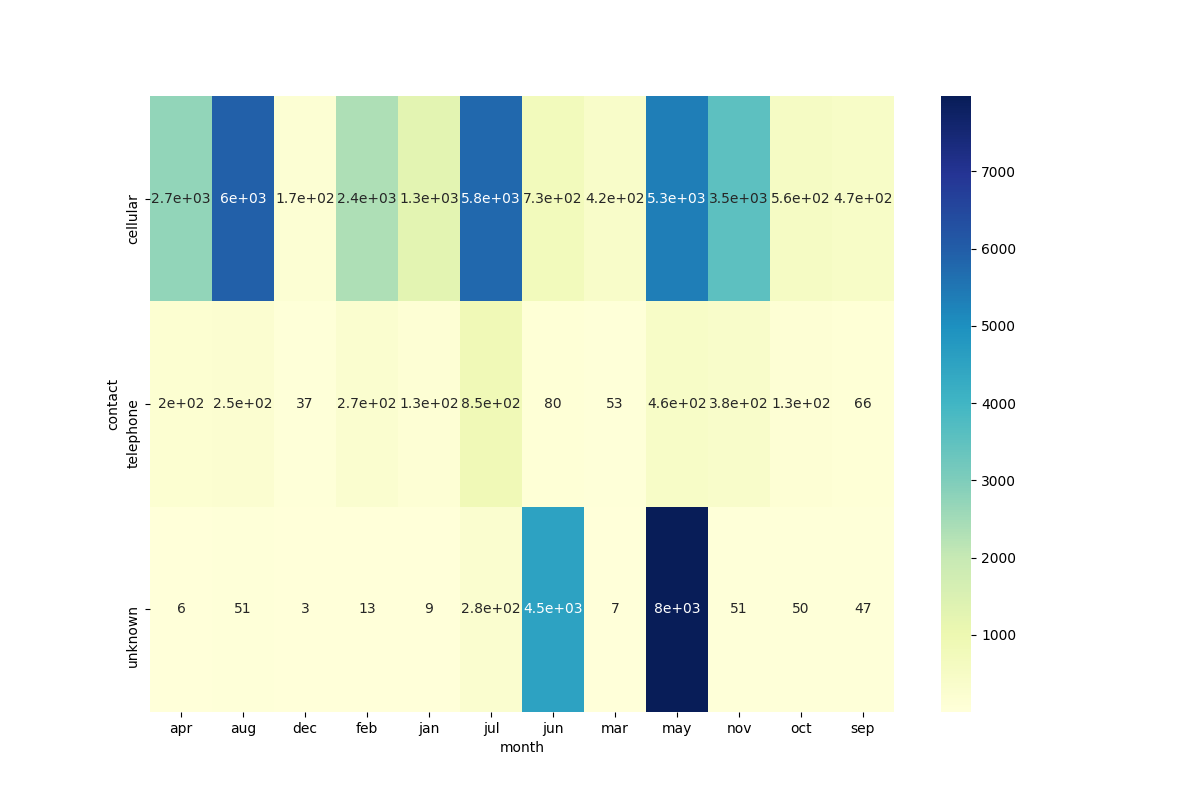 cellular
2.7e+03 6e+03 1.7e+02 2.4e+03 1.3e+03 5.8e+03 7.3e+02 4.2e+02 5.3e+03 3.5e+03 5.6e+02 4.7e+02
contact
telephone
2e+02 2.5e+02 37 2.7e+02 1.3e+02 8.5e+02 80 53 4.6e+02 3.8e+02 1.3e+02 66
unknown
6 51 3 13 9 2.8e+02 4.5e+03 7 8e+03 51 50 47
apr aug dec feb jan jul jun mar may nov oct sep
month
7000
6000
5000
4000
3000
2000
1000